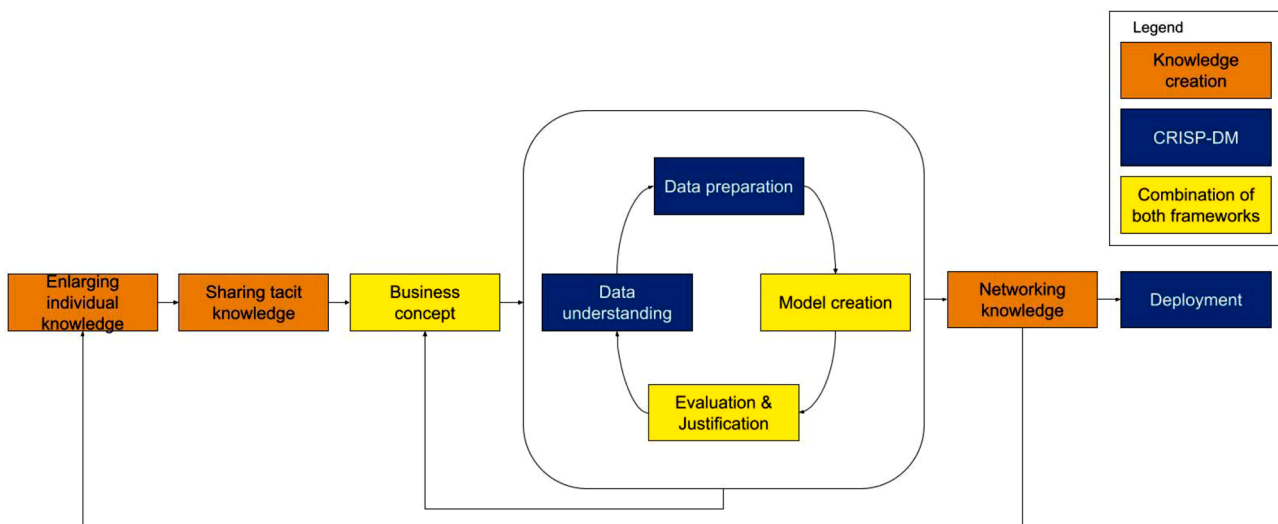 Legend
Knowledge
creation
CRISP-DM
Combination of
both frameworks
Data preparation
Enlarging
individual
knowledge
Sharing tacit
knowledge
Business
concept
Data
understanding
Model creation
Networking
knowledge
Deployment
Evaluation &
Justification